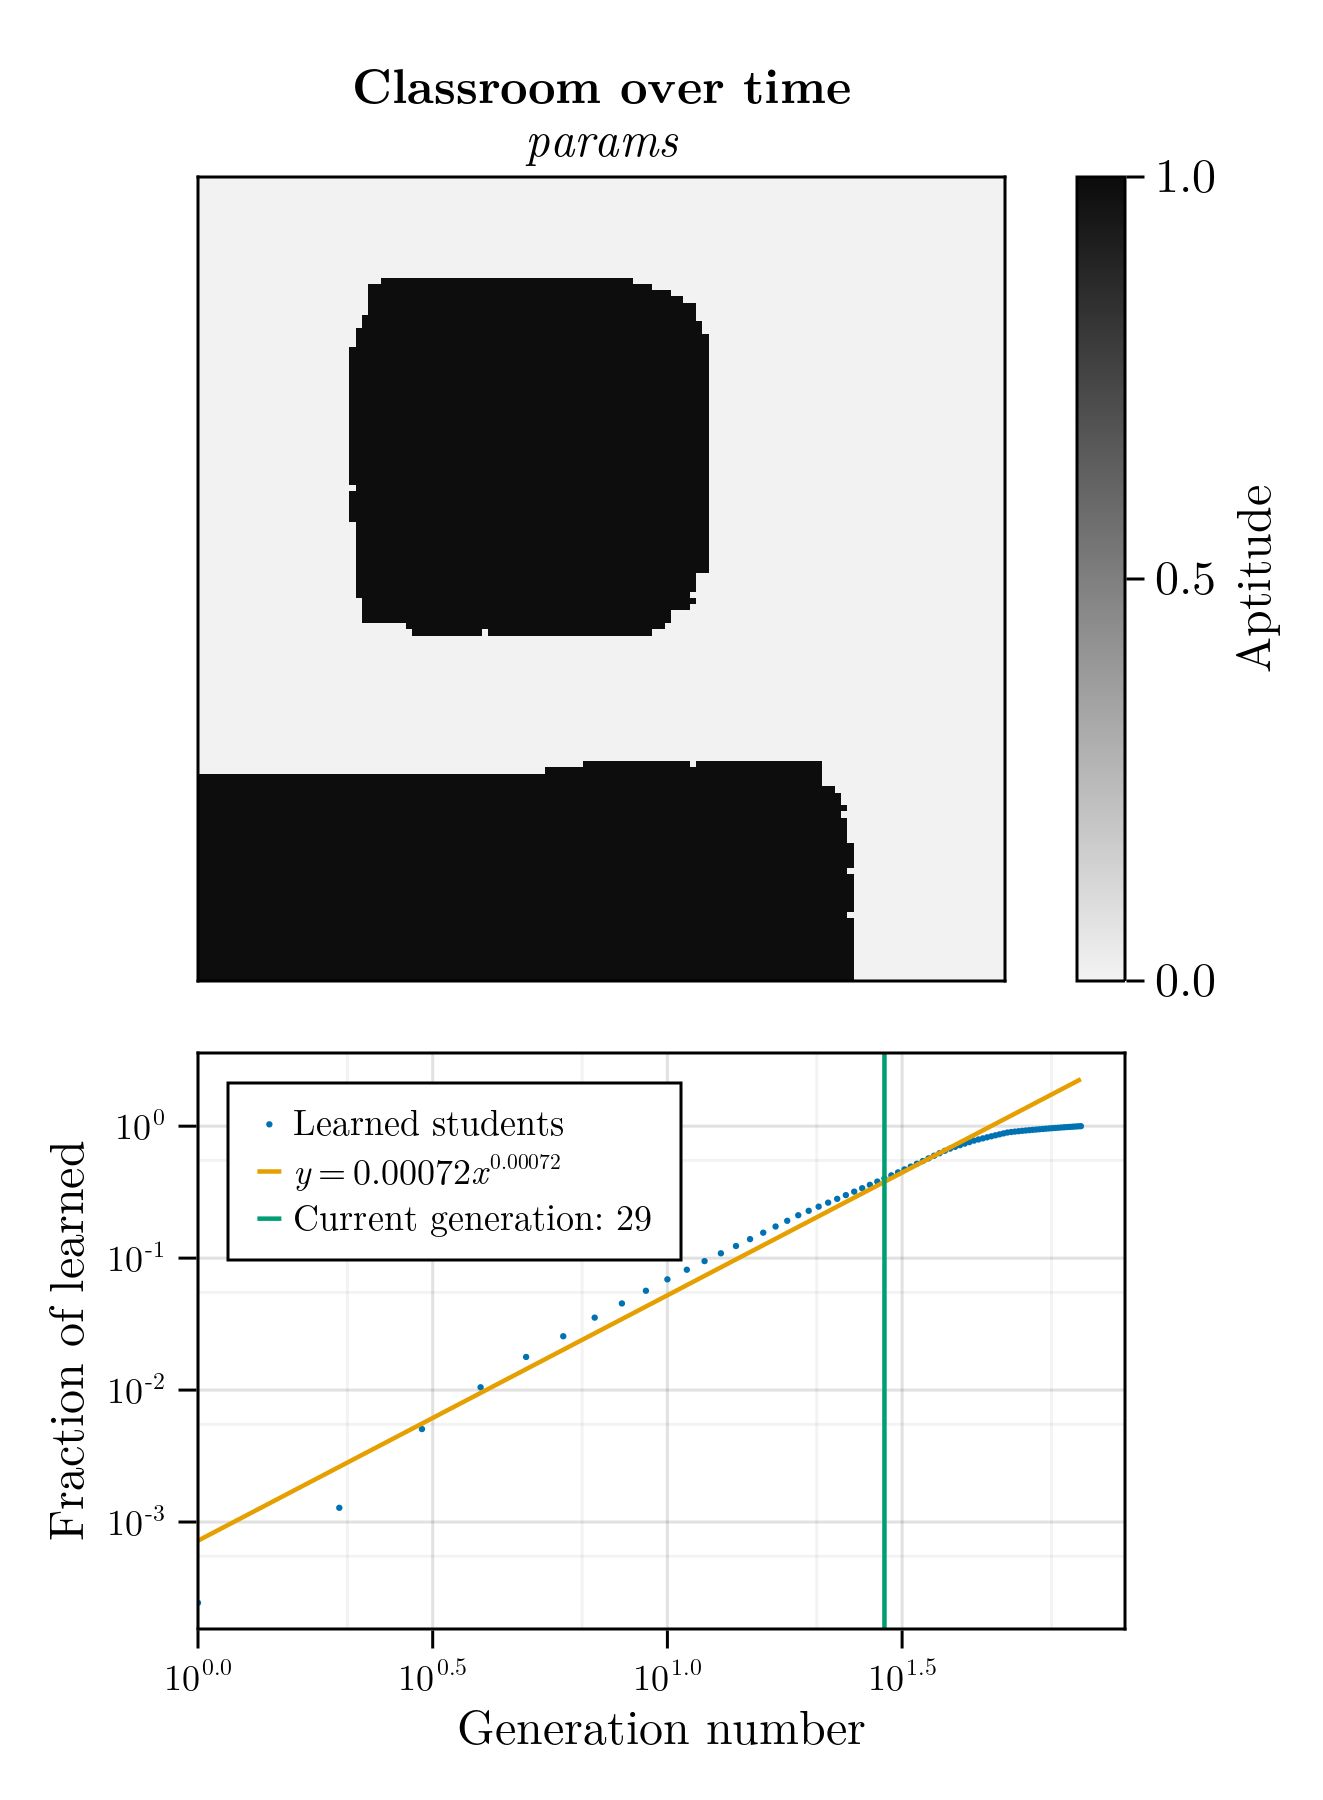 Classroom over time
params
1.0
0.5
0.0
Aptitude
Learned students
y = 0.00072x^0.00072
Current generation: 29
10^0
10^-1
10^-2
10^-3
Fraction of learned
10^0.0 10^0.5 10^1.0 10^1.5
Generation number